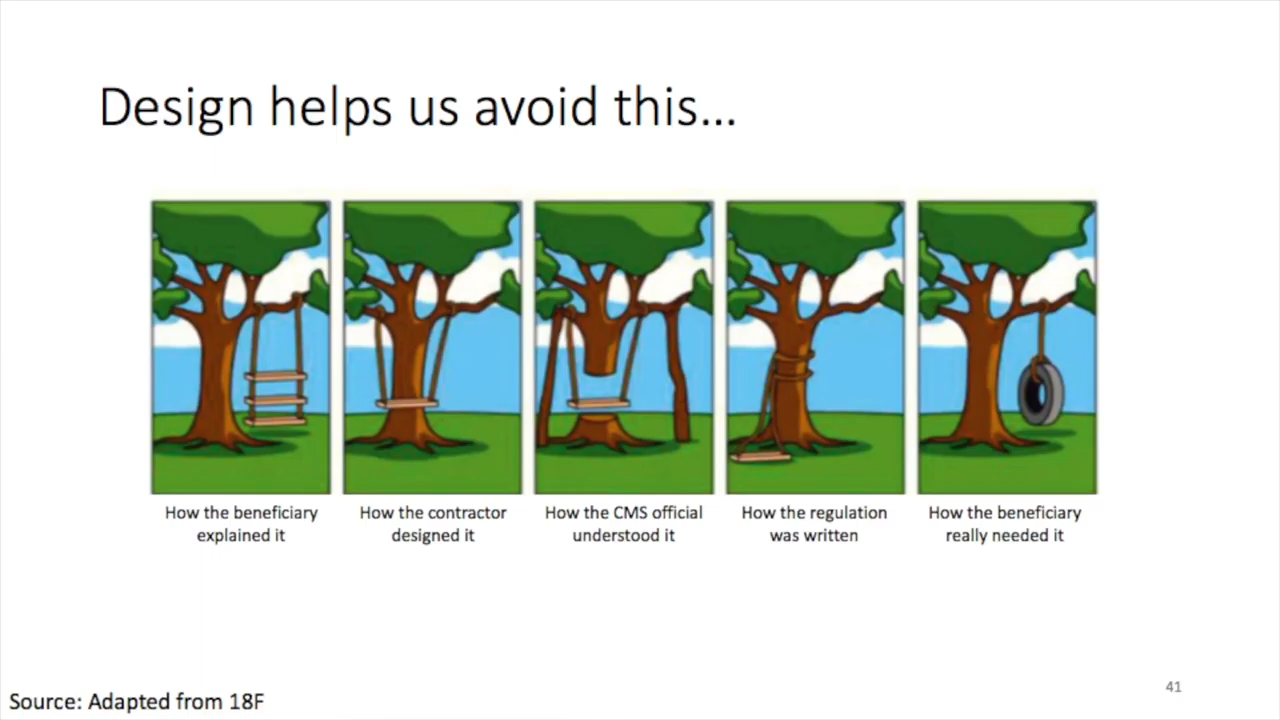 Design helps us avoid this...
How the beneficiary
explained it
How the contractor
designed it
How the CMS official
understood it
How the regulation
was written
How the beneficiary
really needed it
Source: Adapted from 18F
41